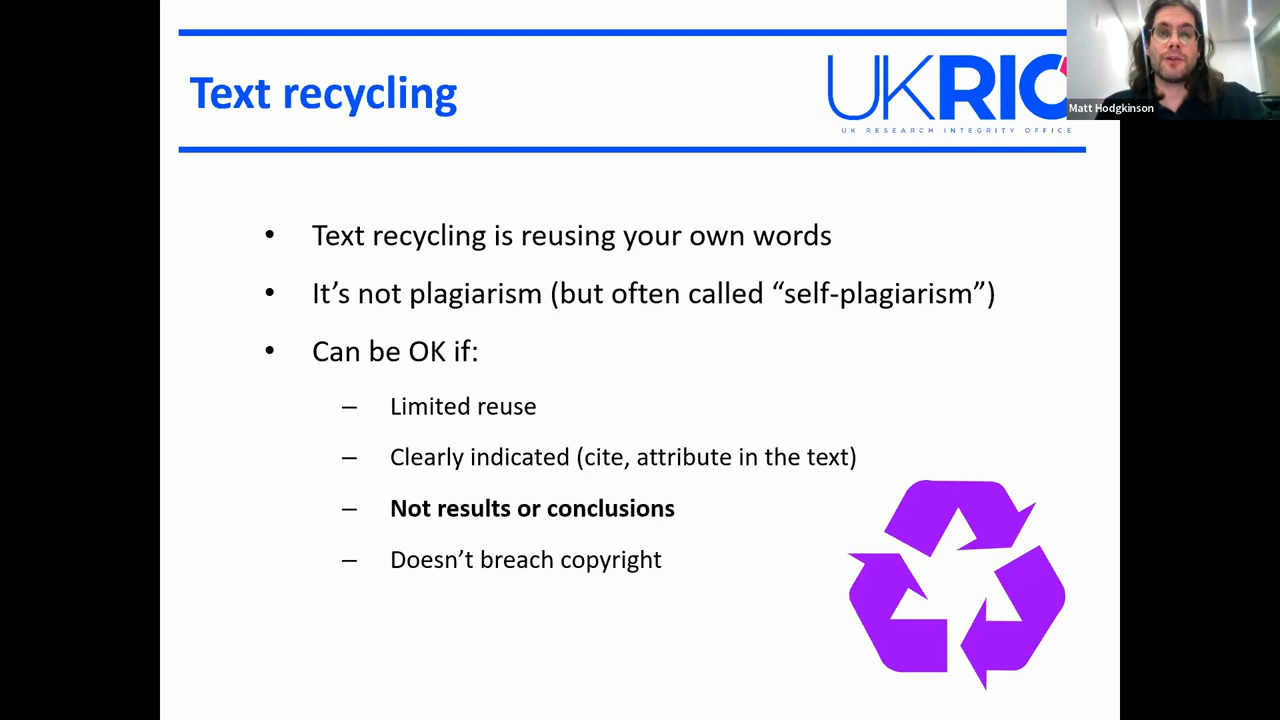 Text recycling
UKRIO
UK RESEARCH INTEGRITY OFFICE
Matt Hodgkinson
• Text recycling is reusing your own words
• It’s not plagiarism (but often called “self-plagiarism”)
• Can be OK if:
– Limited reuse
– Clearly indicated (cite, attribute in the text)
– Not results or conclusions
– Doesn’t breach copyright